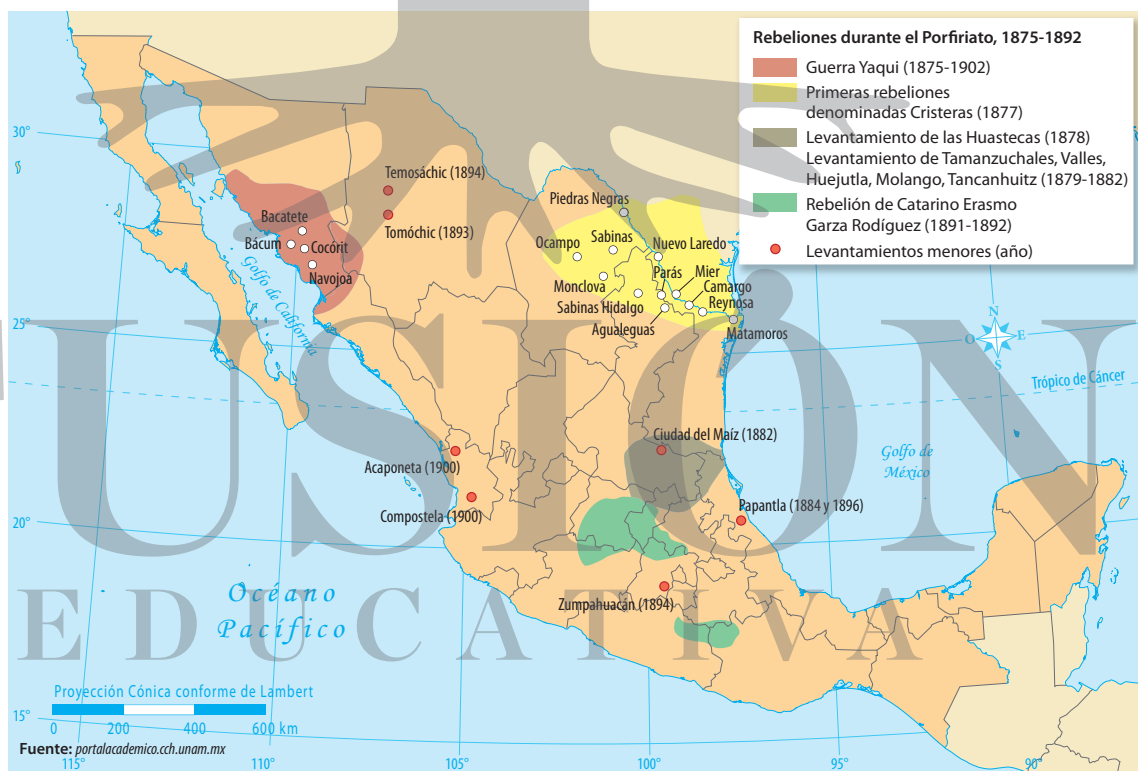 Rebeliones durante el Porfiriato, 1875-1892
Guerra Yaqui (1875-1902)
Primeras rebeliones
denominadas Cristeras (1877)
Levantamiento de las Huastecas (1878)
Levantamiento de Tamanzuchales, Valles,
Huejutla, Molango, Tancanhuitz (1879-1882)
Rebelión de Catarino Erasmo
Garza Rodíguez (1891-1892)
Levantamientos menores (año)
30°
25°
20°
15°
Temosáchic (1894)
Tomóchic (1893)
Bacatete
Bácum
Cocórit
Navojoa
Golfo de California
Piedras Negras
Ocampo
Sabinas
Nuevo Laredo
Monclova
Parás
Mier
Camargo
Sabinas Hidalgo
Reynosa
Agualeguas
Matamoros
N
O
E
S
Trópico de Cáncer
Ciudad del Maíz (1882)
Golfo de
México
Acaponeta (1900)
Compostela (1900)
Papantla (1884 y 1896)
Zumpahuacán (1894)
Océano
Pacífico
USIÓN
EDUCATIVA
Proyección Cónica conforme de Lambert
0 200 400 600 km
Fuente: portalacademico.cch.unam.mx
115° 110° 105° 100° 95° 90°